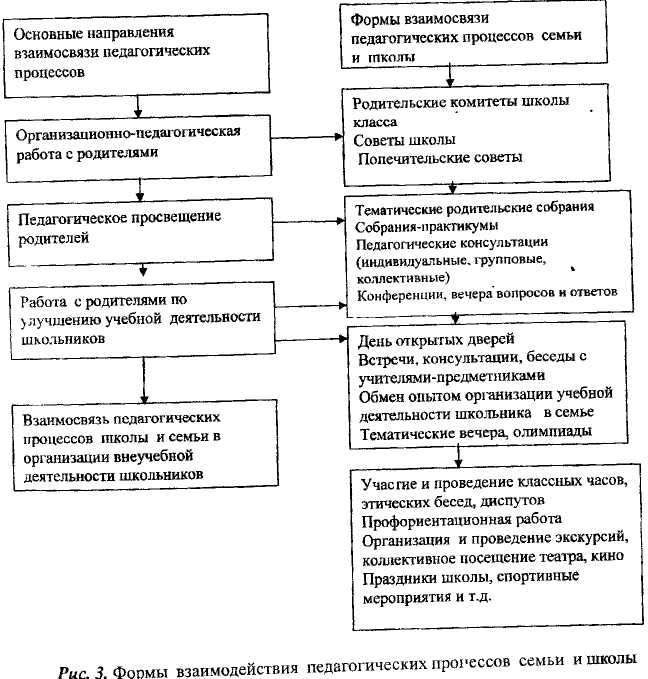 Основные направления
взаимосвязи педагогических
процессов
Организационно-педагогическая
работа с родителями
Педагогическое просвещение
родителей
Работа с родителями по
улучшению учебной деятельности
школьников
Взаимосвязь педагогических
процессов школы и семьи в
организации внеучебной
деятельности школьников
Формы взаимосвязи
педагогических процессов семьи
и школы
Родительские комитеты школы
класса
Советы школы
Попечительские советы
Тематические родительские собрания
Собрания-практикумы
Педагогические консультации
(индивидуальные, групповые,
коллективные)
Конференции, вечера вопросов и ответов
День открытых дверей
Встречи, консультации, беседы с
учителями-предметниками
Обмен опытом организации учебной
деятельности школьника в семье
Тематические вечера, олимпиады
Участие и проведение классных часов,
этических бесед, диспутов
Профориентационная работа
Организация и проведение экскурсий,
коллективное посещение театра, кино
Праздники школы, спортивные
мероприятия и т.д.
Рис. 3. Формы взаимодействия педагогических процессов семьи и школы